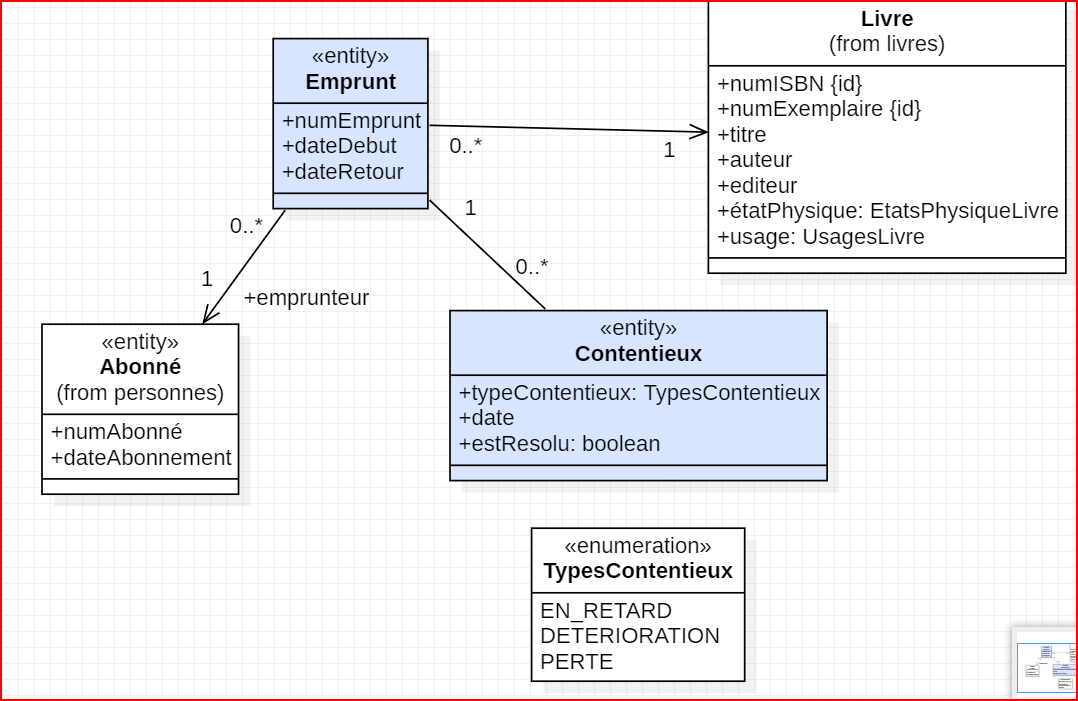 Livre
(from livres)
+numISBN {id}
+numExemplaire {id}
+titre
+auteur
+editeur
+étatPhysique: EtatsPhysiqueLivre
+usage: UsagesLivre
«entity»
Emprunt
+numEmprunt
+dateDebut
+dateRetour
0..*
1
1
0..*
0..*
1
+emprunteur
«entity»
Abonné
(from personnes)
+numAbonné
+dateAbonnement
«entity»
Contentieux
+typeContentieux: TypesContentieux
+date
+estResolu: boolean
«enumeration»
TypesContentieux
EN_RETARD
DETERIORATION
PERTE